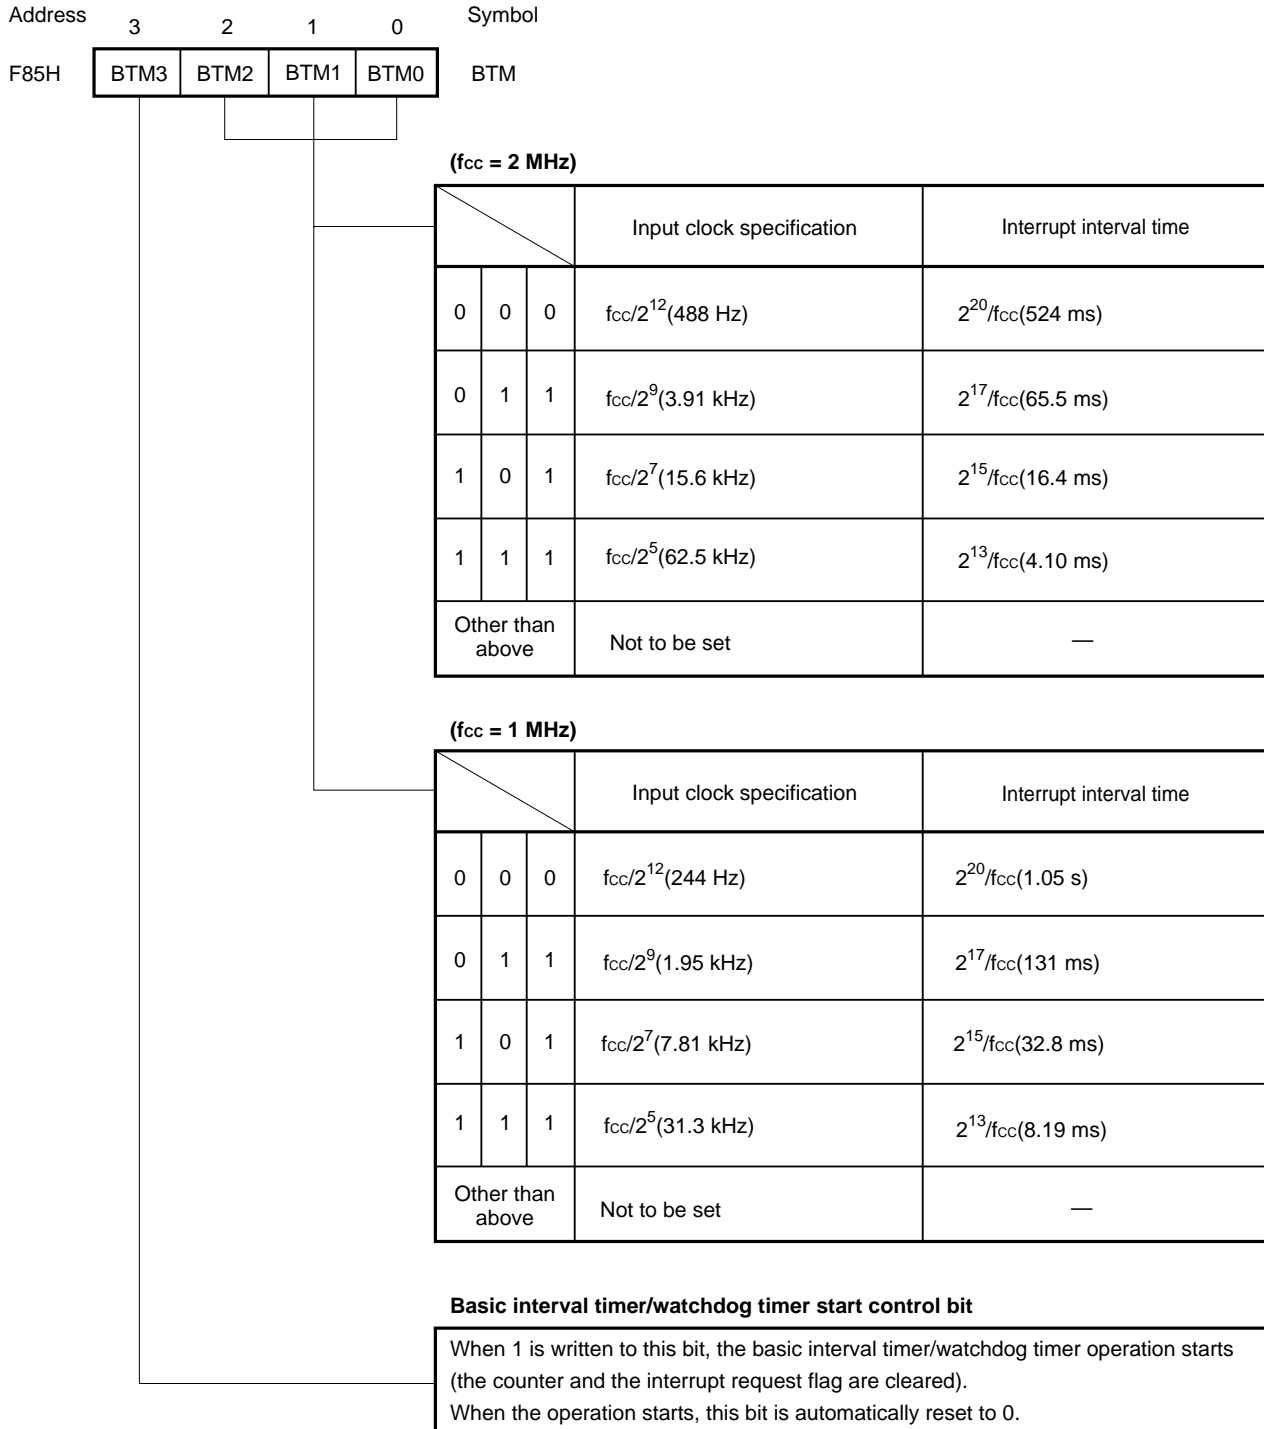 Address 3 2 1 0 Symbol
F85H BTM3 BTM2 BTM1 BTM0 BTM
(fcc = 2 MHz)
Input clock specification Interrupt interval time
0 0 0 fcc/2^12(488 Hz) 2^20/fcc(524 ms)
0 1 1 fcc/2^9(3.91 kHz) 2^17/fcc(65.5 ms)
1 0 1 fcc/2^7(15.6 kHz) 2^15/fcc(16.4 ms)
1 1 1 fcc/2^5(62.5 kHz) 2^13/fcc(4.10 ms)
Other than
above Not to be set —
(fcc = 1 MHz)
Input clock specification Interrupt interval time
0 0 0 fcc/2^12(244 Hz) 2^20/fcc(1.05 s)
0 1 1 fcc/2^9(1.95 kHz) 2^17/fcc(131 ms)
1 0 1 fcc/2^7(7.81 kHz) 2^15/fcc(32.8 ms)
1 1 1 fcc/2^5(31.3 kHz) 2^13/fcc(8.19 ms)
Other than
above Not to be set —
Basic interval timer/watchdog timer start control bit
When 1 is written to this bit, the basic interval timer/watchdog timer operation starts
(the counter and the interrupt request flag are cleared).
When the operation starts, this bit is automatically reset to 0.